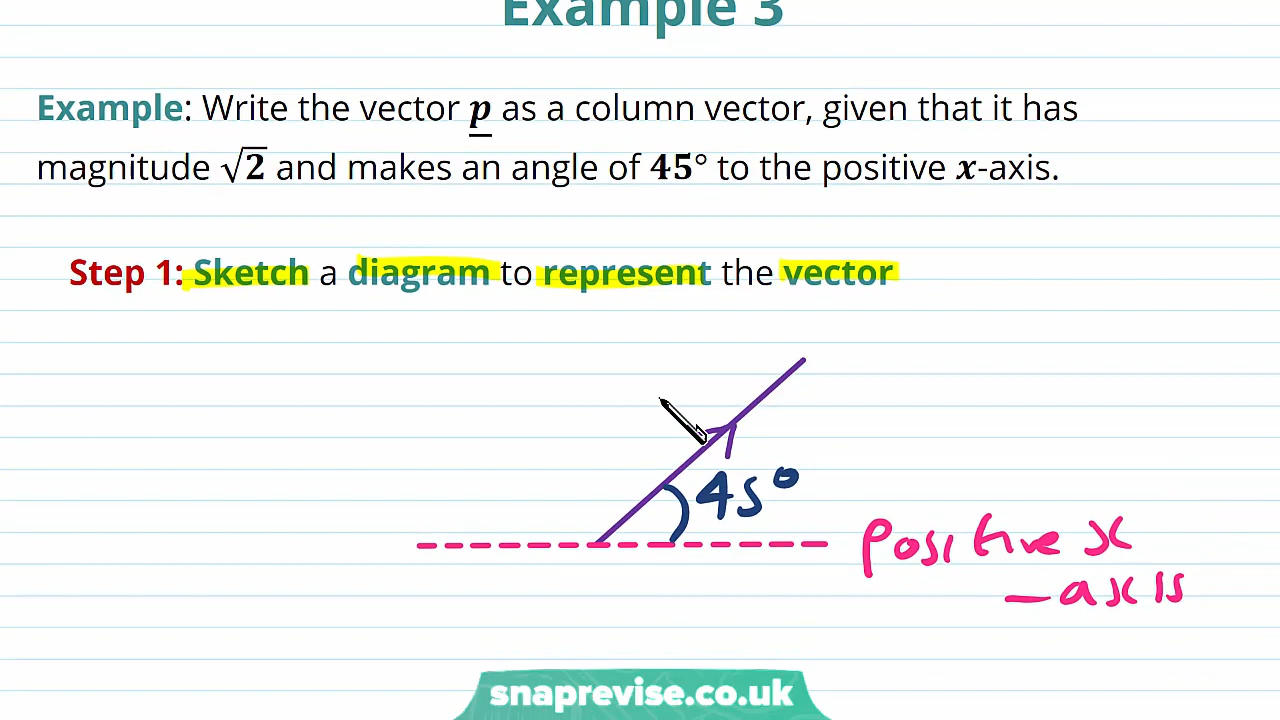 Example 3
Example: Write the vector p as a column vector, given that it has
magnitude √2 and makes an angle of 45° to the positive x-axis.
Step 1: Sketch a diagram to represent the vector
45°
positive x
-axis
snaprevise.co.uk